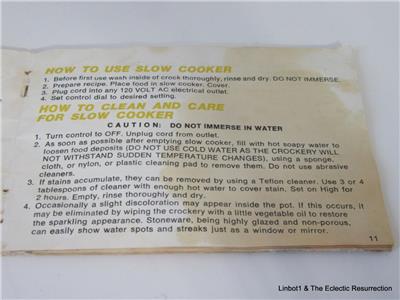 HOW TO USE SLOW COOKER
1. Before first use wash inside of crock thoroughly, rinse and dry. DO NOT IMMERSE.
2. Prepare recipe. Place food in slow cooker. Cover.
3. Plug cord into any 120 VOLT AC electrical outlet.
4. Set control dial to desired setting.
HOW TO CLEAN AND CARE
FOR SLOW COOKER
CAUTION: DO NOT IMMERSE IN WATER
1. Turn control to OFF. Unplug cord from outlet.
2. As soon as possible after emptying slow cooker, fill with hot soapy water to
loosen food deposits (DO NOT USE COLD WATER AS THE CROCKERY WILL
NOT WITHSTAND SUDDEN TEMPERATURE CHANGES), using a sponge,
cloth, or nylon, or plastic cleaning pad to remove them. Do not use abrasive
cleaners.
3. If stains accumulate, they can be removed by using a Teflon cleaner. Use 3 or 4
tablespoons of cleaner with enough hot water to cover stain. Set on High for
2 hours. Empty, rinse thoroughly and dry.
4. Occasionally a slight discoloration may appear inside the pot. If this occurs, it
may be eliminated by wiping the crockery with a little vegetable oil to restore
the sparkling appearance. Stoneware, being highly glazed and non-porous,
can easily show water spots and streaks just as a window or mirror.
11
Linbot1 & The Eclectic Resurrection